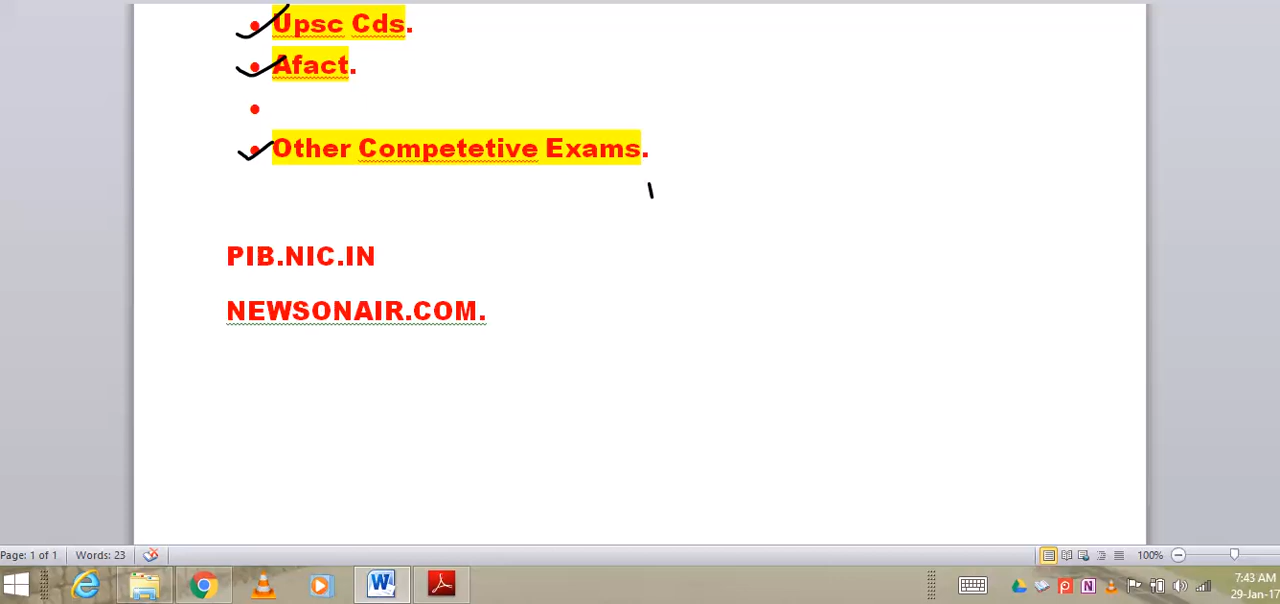 Upsc Cds.
Afact.
Other Competetive Exams.
PIB.NIC.IN
NEWSONAIR.COM.
Page: 1 of 1 Words: 23 100%
7:43 AM
29-Jan-17